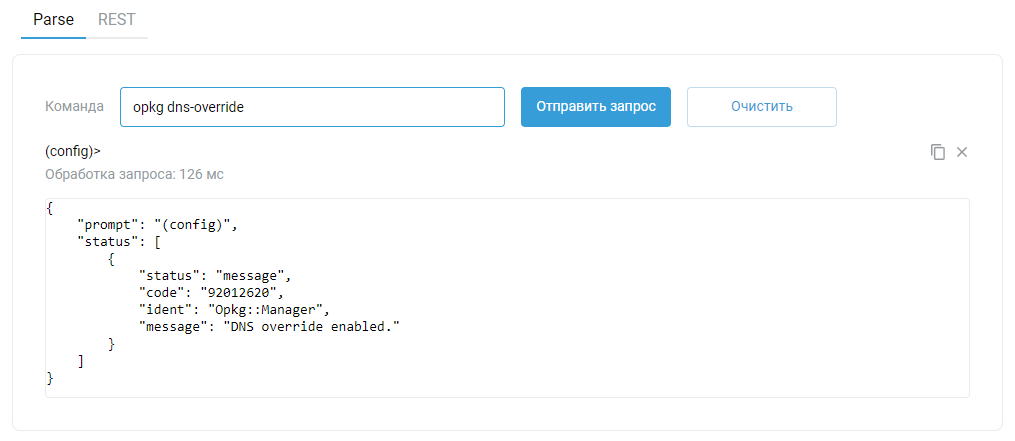 Parse REST
Команда opkg dns-override Отправить запрос Очистить
(config)>
Обработка запроса: 126 мс
{
    "prompt": "(config)",
    "status": [
        {
            "status": "message",
            "code": "92012620",
            "ident": "Opkg::Manager",
            "message": "DNS override enabled."
        }
    ]
}